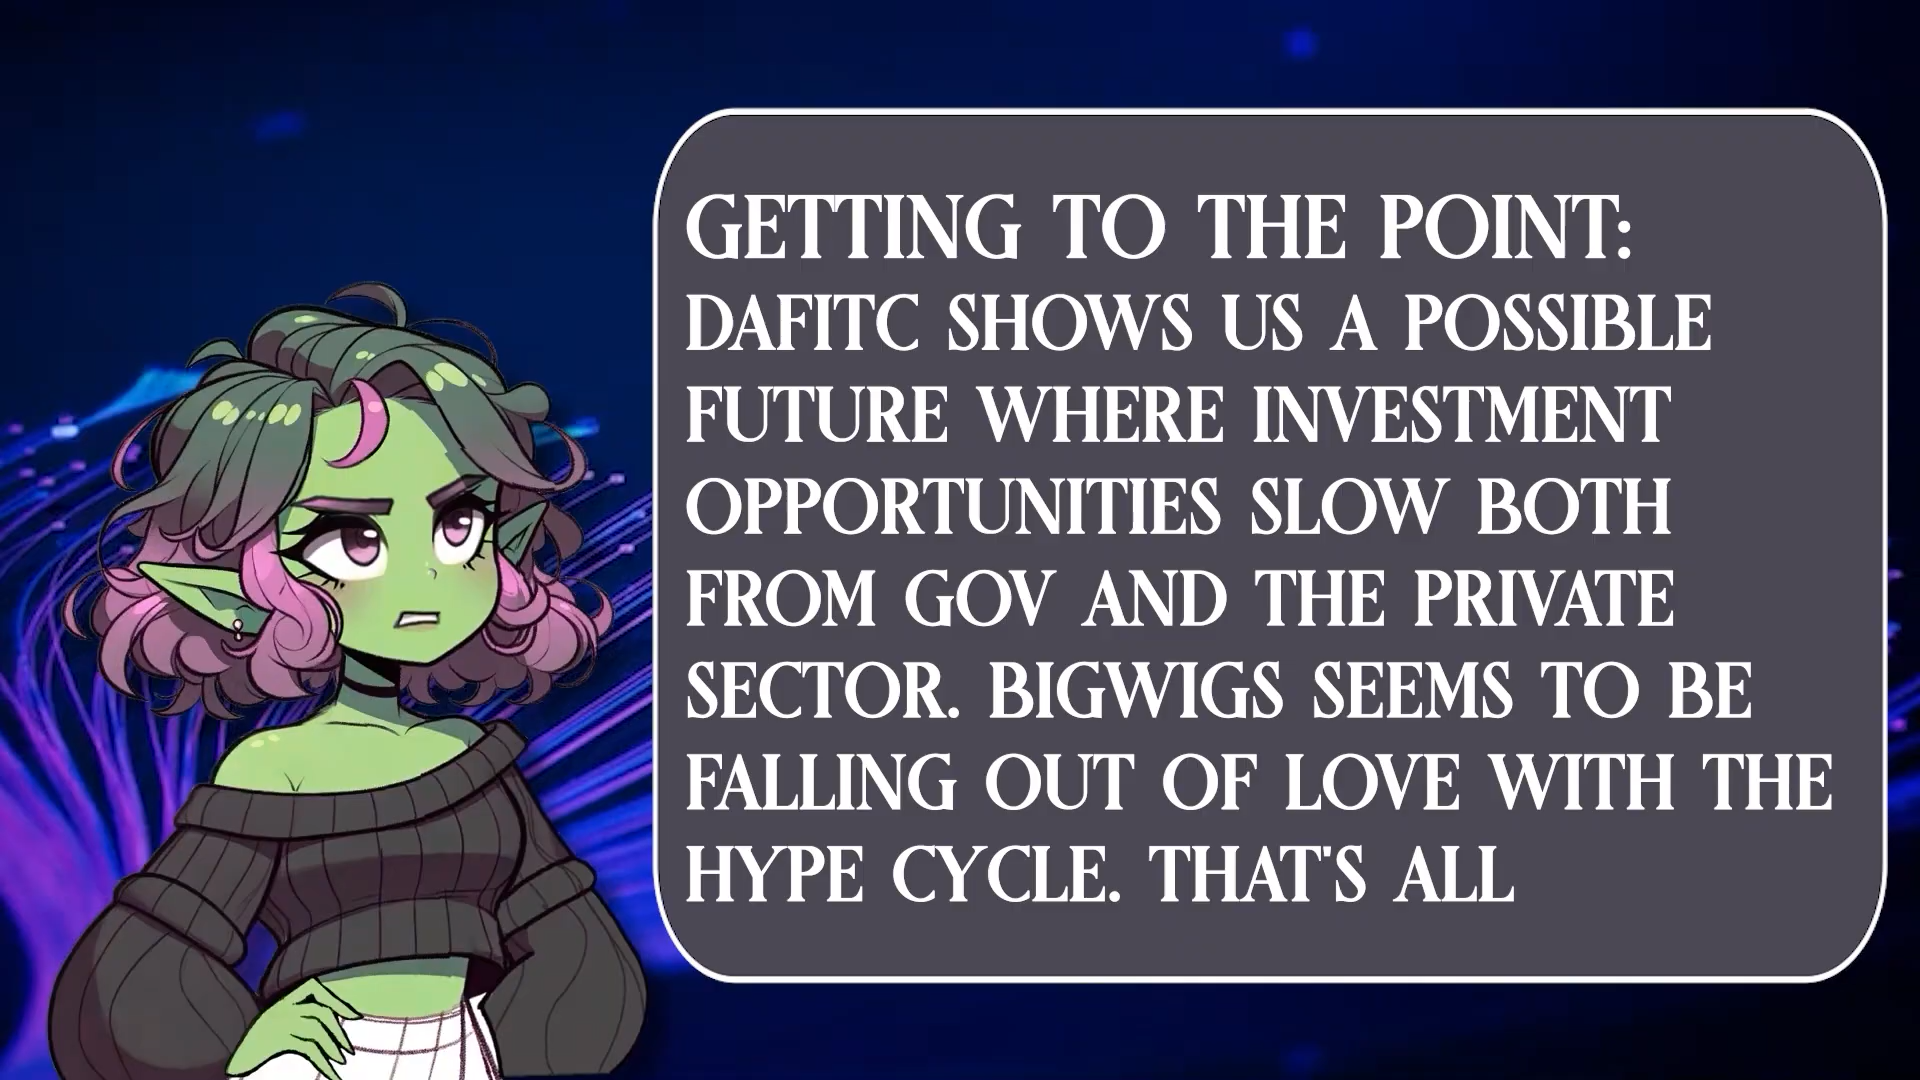 GETTING TO THE POINT:
DAFITC SHOWS US A POSSIBLE
FUTURE WHERE INVESTMENT
OPPORTUNITIES SLOW BOTH
FROM GOV AND THE PRIVATE
SECTOR. BIGWIGS SEEMS TO BE
FALLING OUT OF LOVE WITH THE
HYPE CYCLE. THAT'S ALL